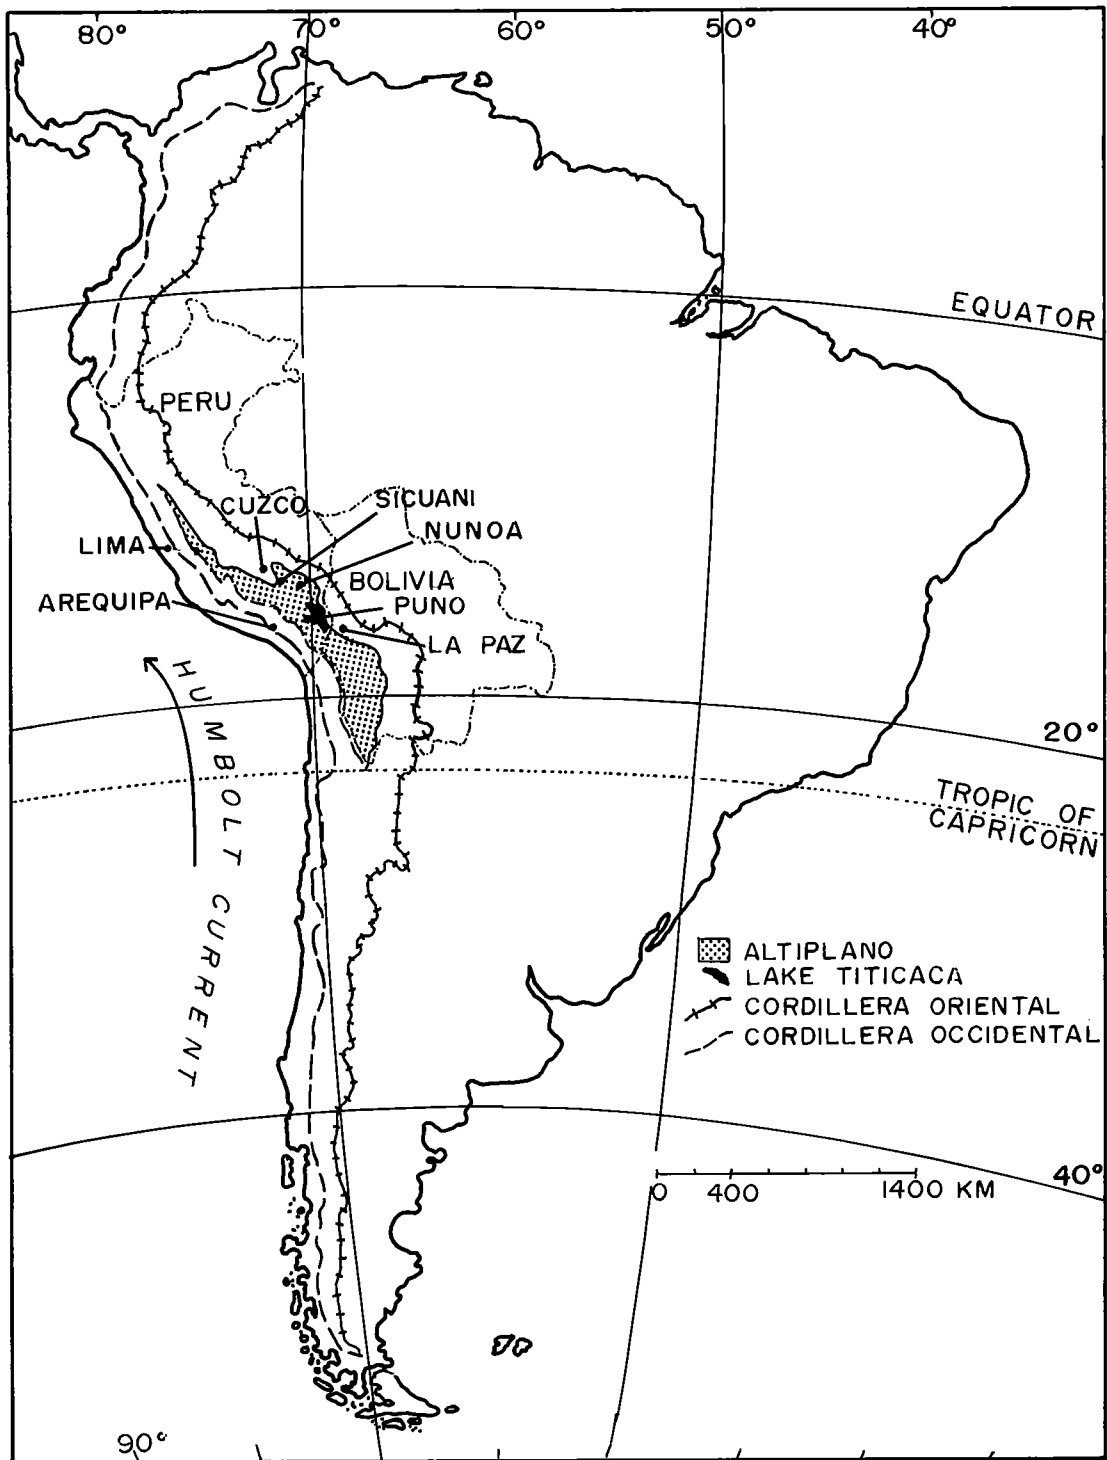 80° 70° 60° 50° 40°
EQUATOR
PERU
CUZCO SICUANI
NUNOA
LIMA
BOLIVIA
AREQUIPA PUNO
LA PAZ
HUMBOLT CURRENT
20°
TROPIC OF
CAPRICORN
ALTIPLANO
LAKE TITICACA
CORDILLERA ORIENTAL
CORDILLERA OCCIDENTAL
40°
0 400 1400 KM
90°